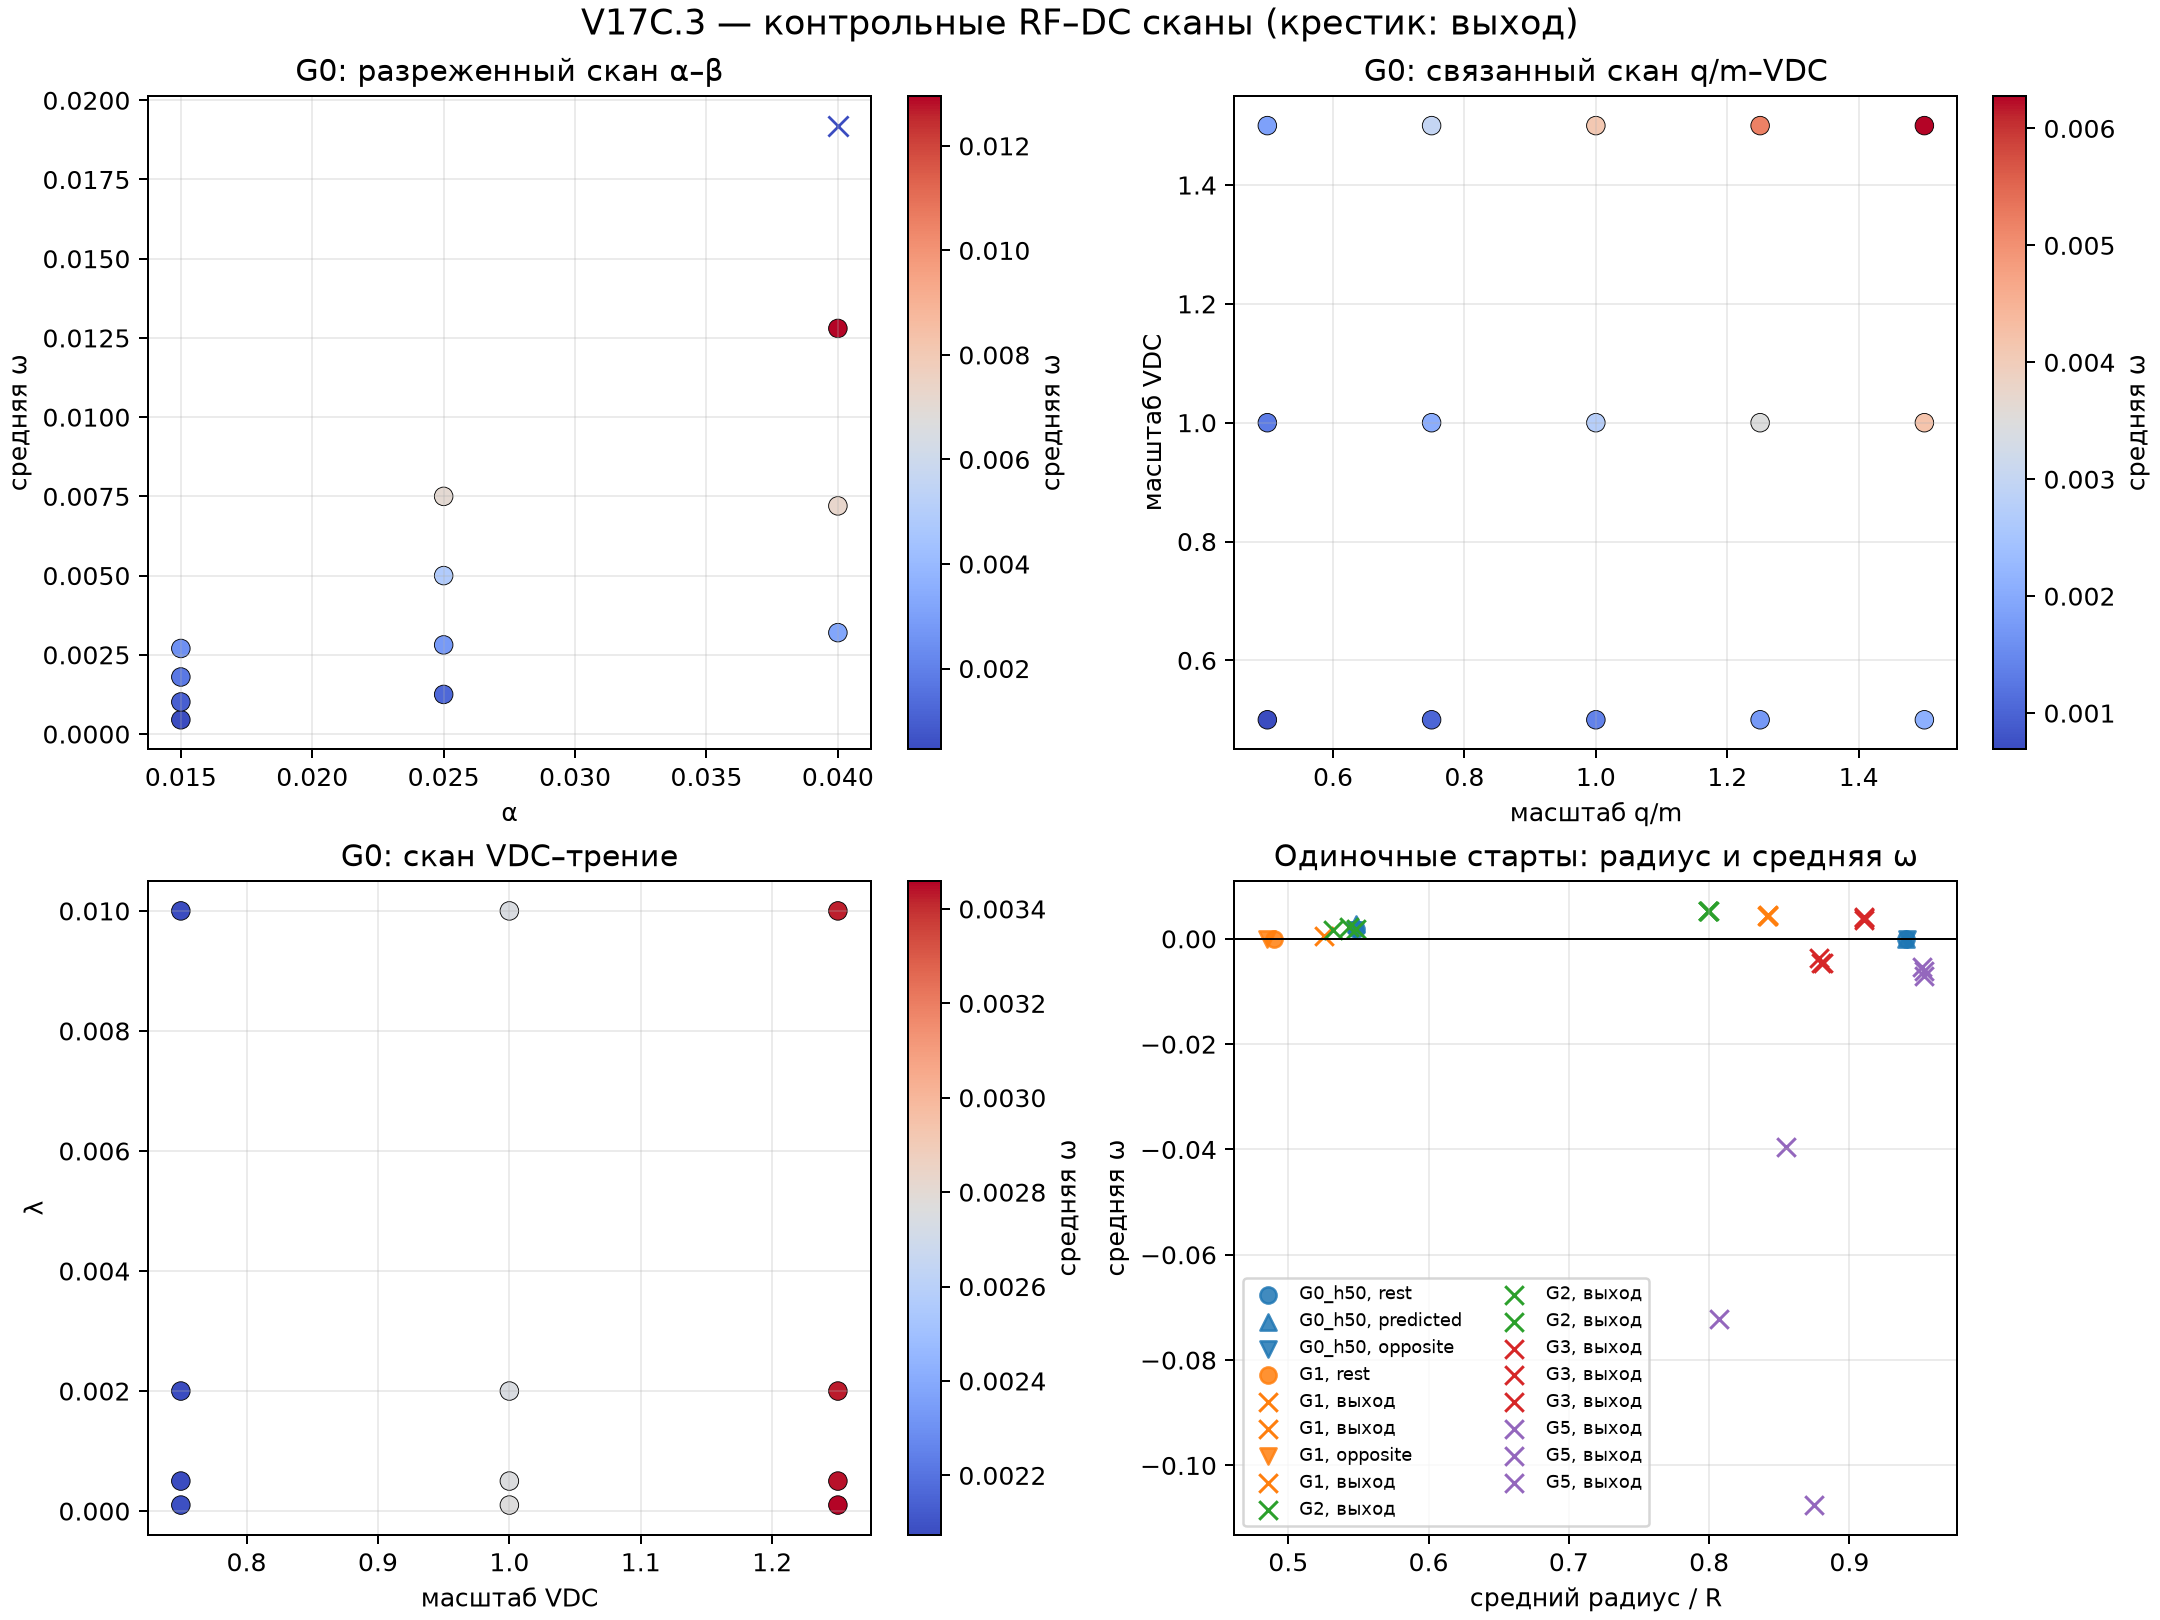 V17C.3 — контрольные RF–DC сканы (крестик: выход)
G0: разреженный скан α–β
0.0200
0.0175
0.0150
0.0125
0.0100
0.0075
0.0050
0.0025
0.0000
средняя ω
0.015 0.020 0.025 0.030 0.035 0.040
α
0.012
0.010
0.008
0.006
0.004
0.002
средняя ω
G0: связанный скан q/m–VDC
1.4
1.2
1.0
0.8
0.6
масштаб VDC
0.6 0.8 1.0 1.2 1.4
масштаб q/m
0.006
0.005
0.004
0.003
0.002
0.001
средняя ω
G0: скан VDC–трение
0.010
0.008
0.006
0.004
0.002
0.000
λ
0.8 0.9 1.0 1.1 1.2
масштаб VDC
0.0034
0.0032
0.0030
0.0028
0.0026
0.0024
0.0022
средняя ω
Одиночные старты: радиус и средняя ω
0.00
−0.02
−0.04
−0.06
−0.08
−0.10
средняя ω
0.5 0.6 0.7 0.8 0.9
средний радиус / R
G0_h50, rest
G0_h50, predicted
G0_h50, opposite
G1, rest
G1, выход
G1, выход
G1, opposite
G1, выход
G2, выход
G2, выход
G2, выход
G3, выход
G3, выход
G3, выход
G5, выход
G5, выход
G5, выход